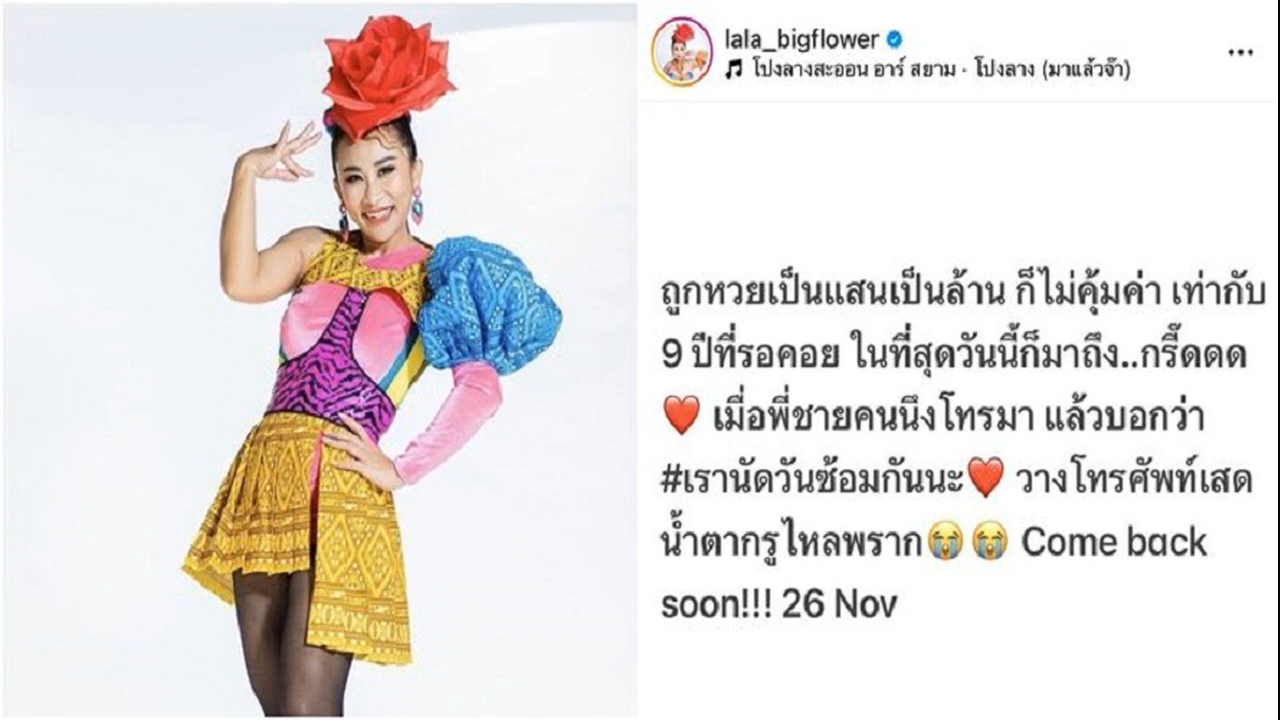 lala_bigflower
โปงลางสะออน อาร์ สยาม · โปงลาง (มาแล้วจ๊า)
ถูกหวยเป็นแสนเป็นล้าน ก็ไม่คุ้มค่า เท่ากับ
9 ปีที่รอคอย ในที่สุดวันนี้ก็มาถึง..กรี๊ดดด
❤️ เมื่อพี่ชายคนนึงโทรมา แล้วบอกว่า
#เรานัดวันซ้อมกันนะ❤️ วางโทรศัพท์เสด
น้ำตากรูไหลพราก😭😭 Come back
soon!!! 26 Nov